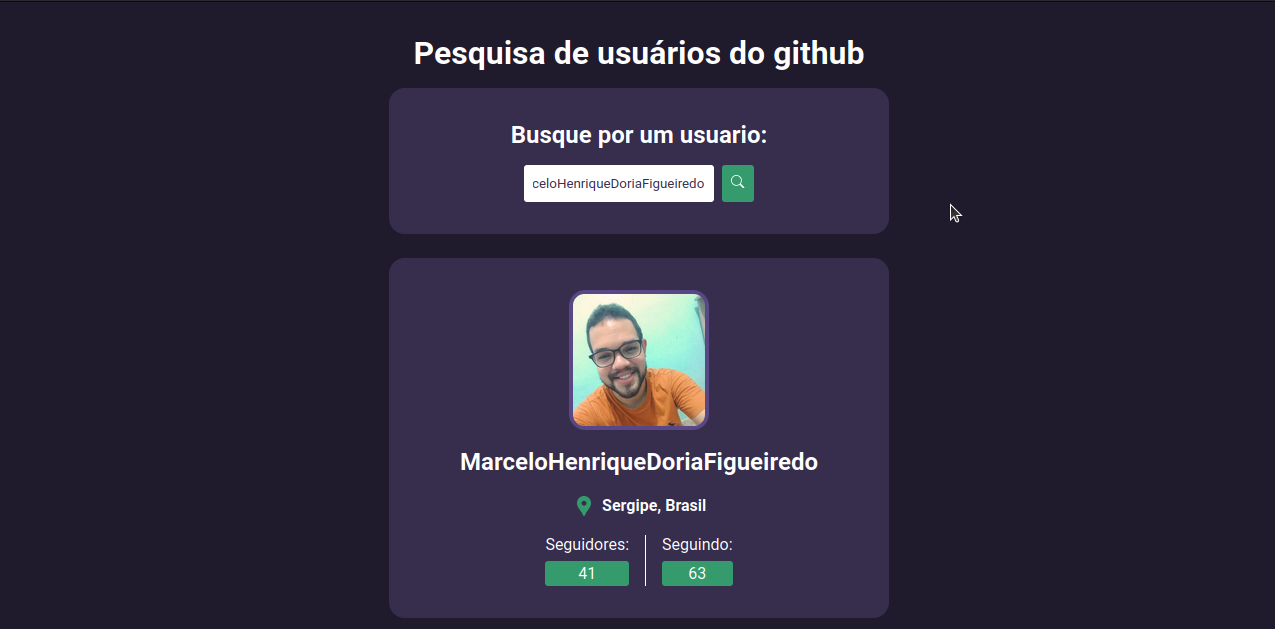 Pesquisa de usuários do github
Busque por um usuario:
celoHenriqueDoriaFigueiredo
MarceloHenriqueDoriaFigueiredo
Sergipe, Brasil
Seguidores: Seguindo:
41 63